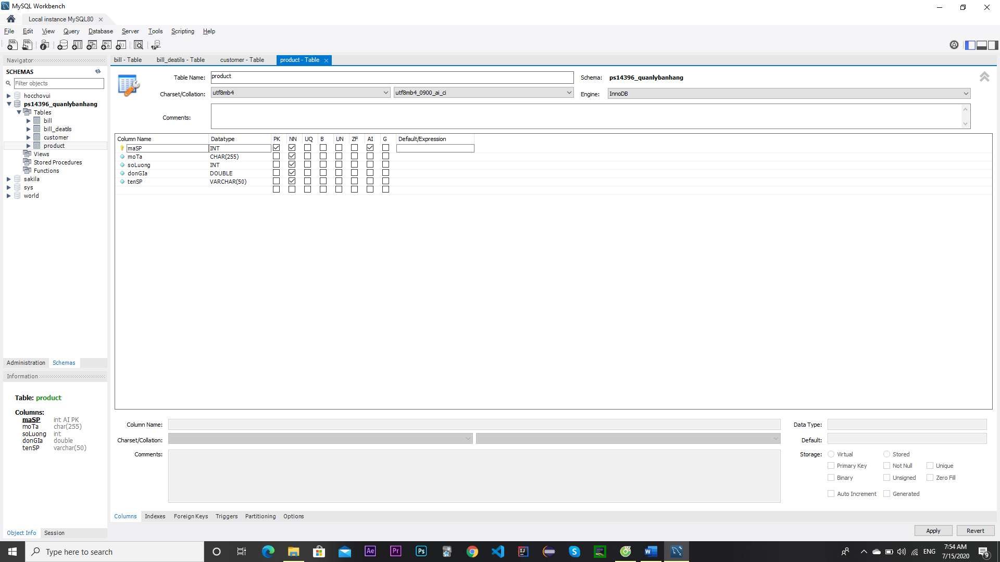 MySQL Workbench
Local instance MySQL80
File Edit View Query Database Server Tools Scripting Help
Navigator
SCHEMAS
Filter objects
hocchovui
ps14396_quanlybanhang
Tables
bill
bill_deatils
customer
product
Views
Stored Procedures
Functions
sakila
sys
world
Administration Schemas
Information
Table: product
Columns:
maSP int AI PK
moTa char(255)
soLuong int
donGIa double
tenSP varchar(50)
Object Info Session
bill - Table bill_deatils - Table customer - Table product - Table
Table Name: product Schema: ps14396_quanlybanhang
Charset/Collation: utf8mb4 utf8mb4_0900_ai_ci Engine: InnoDB
Comments:
Column Name Datatype PK NN UQ B UN ZF AI G Default/Expression
maSP INT
moTa CHAR(255)
soLuong INT
donGIa DOUBLE
tenSP VARCHAR(50)
Column Name: Data Type:
Charset/Collation: Default:
Comments: Storage: Virtual Stored
Primary Key Not Null Unique
Binary Unsigned Zero Fill
Auto Increment Generated
Columns Indexes Foreign Keys Triggers Partitioning Options
Apply Revert
Type here to search
Ae Pr Ps
ENG
7:54 AM
7/15/2020
9